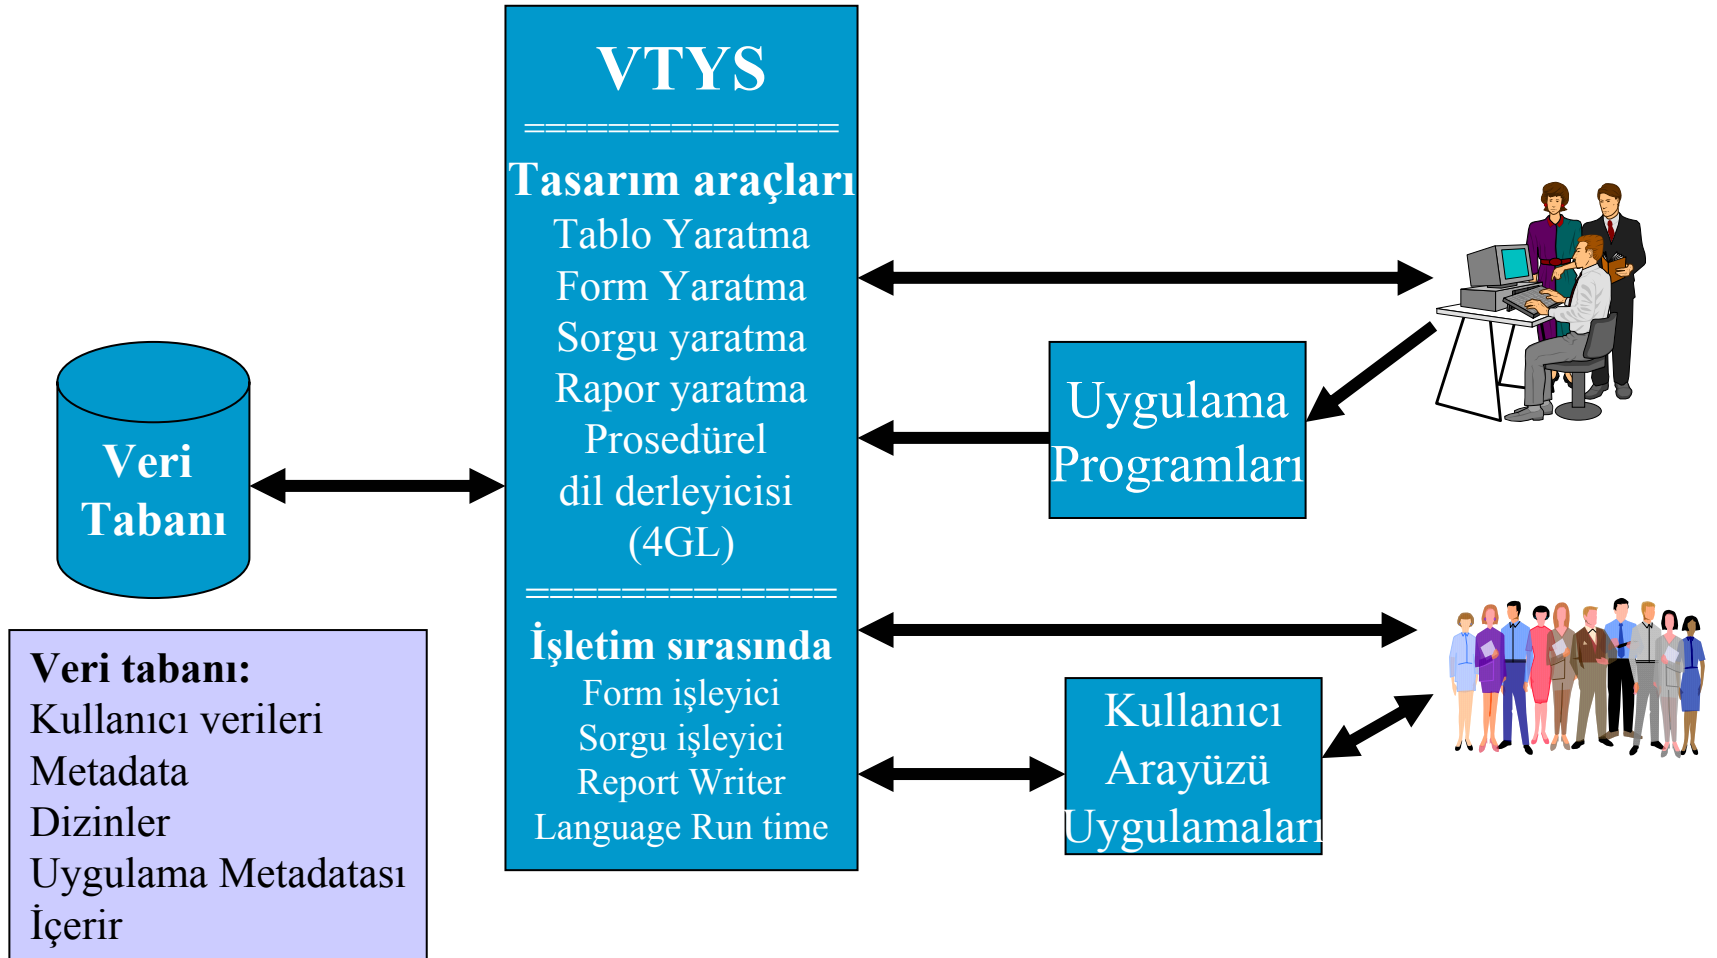 VTYS
===============
Tasarım araçları
Tablo Yaratma
Form Yaratma
Sorgu yaratma
Rapor yaratma
Prosedürel
dil derleyicisi
(4GL)
=============
İşletim sırasında
Form işleyici
Sorgu işleyici
Report Writer
Language Run time
Veri
Tabanı
Veri tabanı:
Kullanıcı verileri
Metadata
Dizinler
Uygulama Metadatası
İçerir
Uygulama
Programları
Kullanıcı
Arayüzü
Uygulamaları